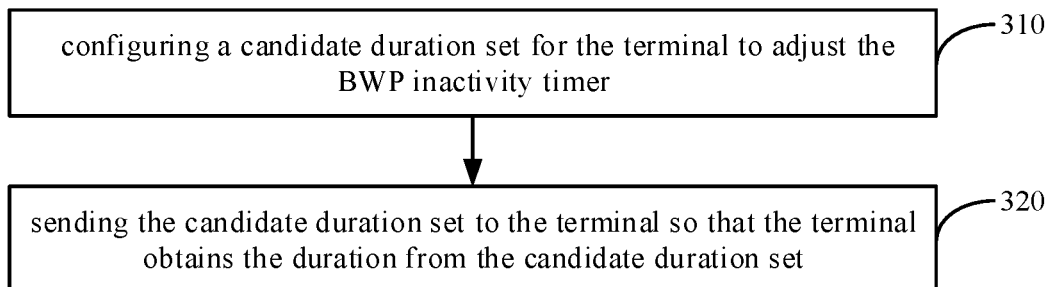 configuring a candidate duration set for the terminal to adjust the
BWP inactivity timer
310
sending the candidate duration set to the terminal so that the terminal
obtains the duration from the candidate duration set
320